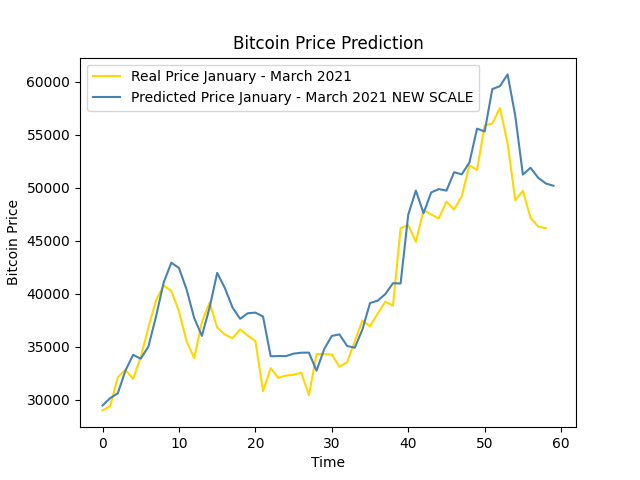 Bitcoin Price Prediction
Real Price January - March 2021
Predicted Price January - March 2021 NEW SCALE
60000
55000
50000
45000
40000
35000
30000
Bitcoin Price
0 10 20 30 40 50 60
Time